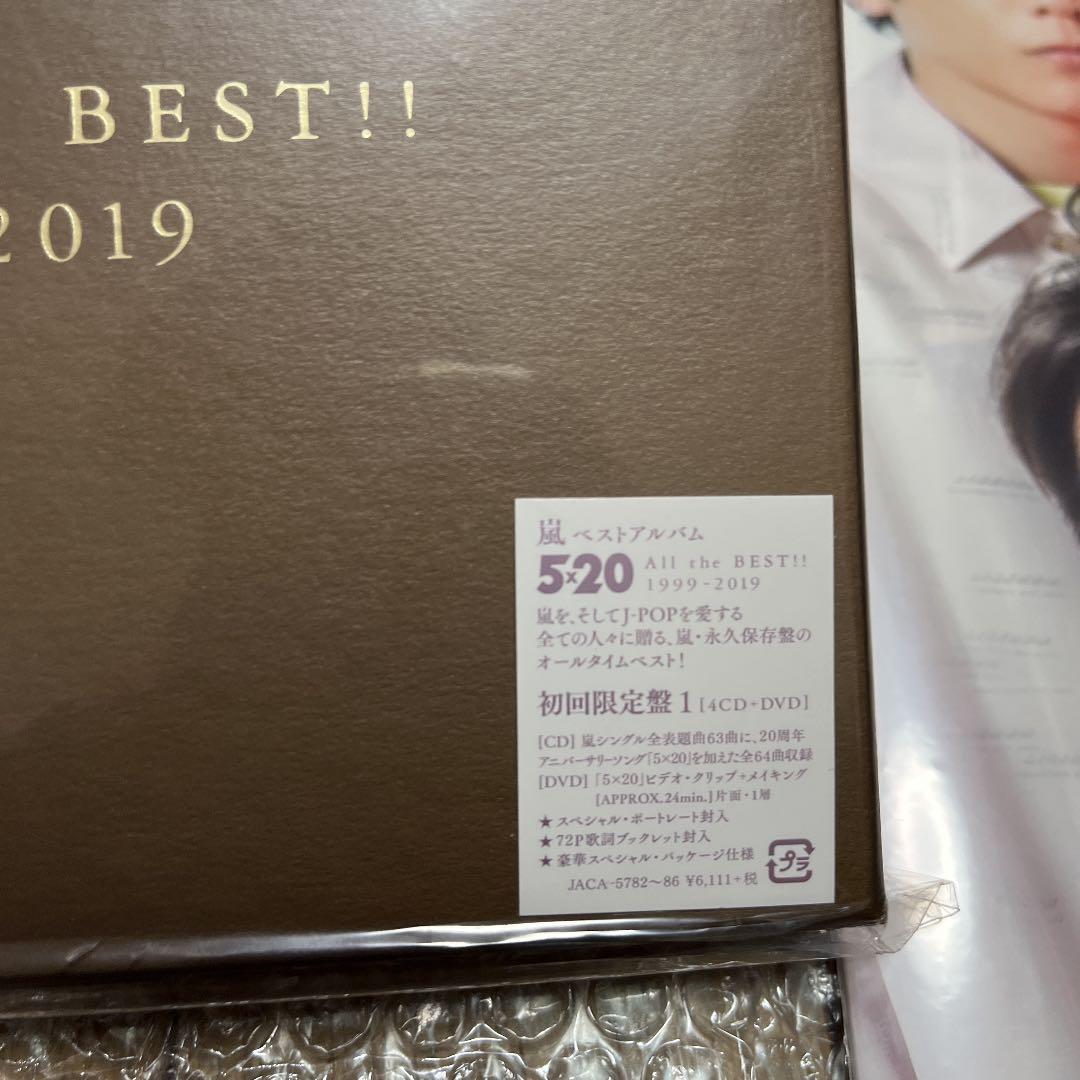 BEST!!
2019
嵐 ベストアルバム
5×20 All the BEST!!
1999-2019
嵐を、そしてJ-POPを愛する
全ての人々に贈る、嵐・永久保存盤の
オールタイムベスト!
初回限定盤1 [4CD+DVD]
[CD] 嵐シングル全表題曲63曲に、20周年
アニバーサリーソング「5×20」を加えた全64曲収録
[DVD] 「5×20」ビデオ・クリップ+メイキング
[APPROX.24min.] 片面・1層
★スペシャル・ポートレート封入
★72P歌詞ブックレット封入
★豪華スペシャル・パッケージ仕様
プラ
JACA-5782〜86 ¥6,111+税